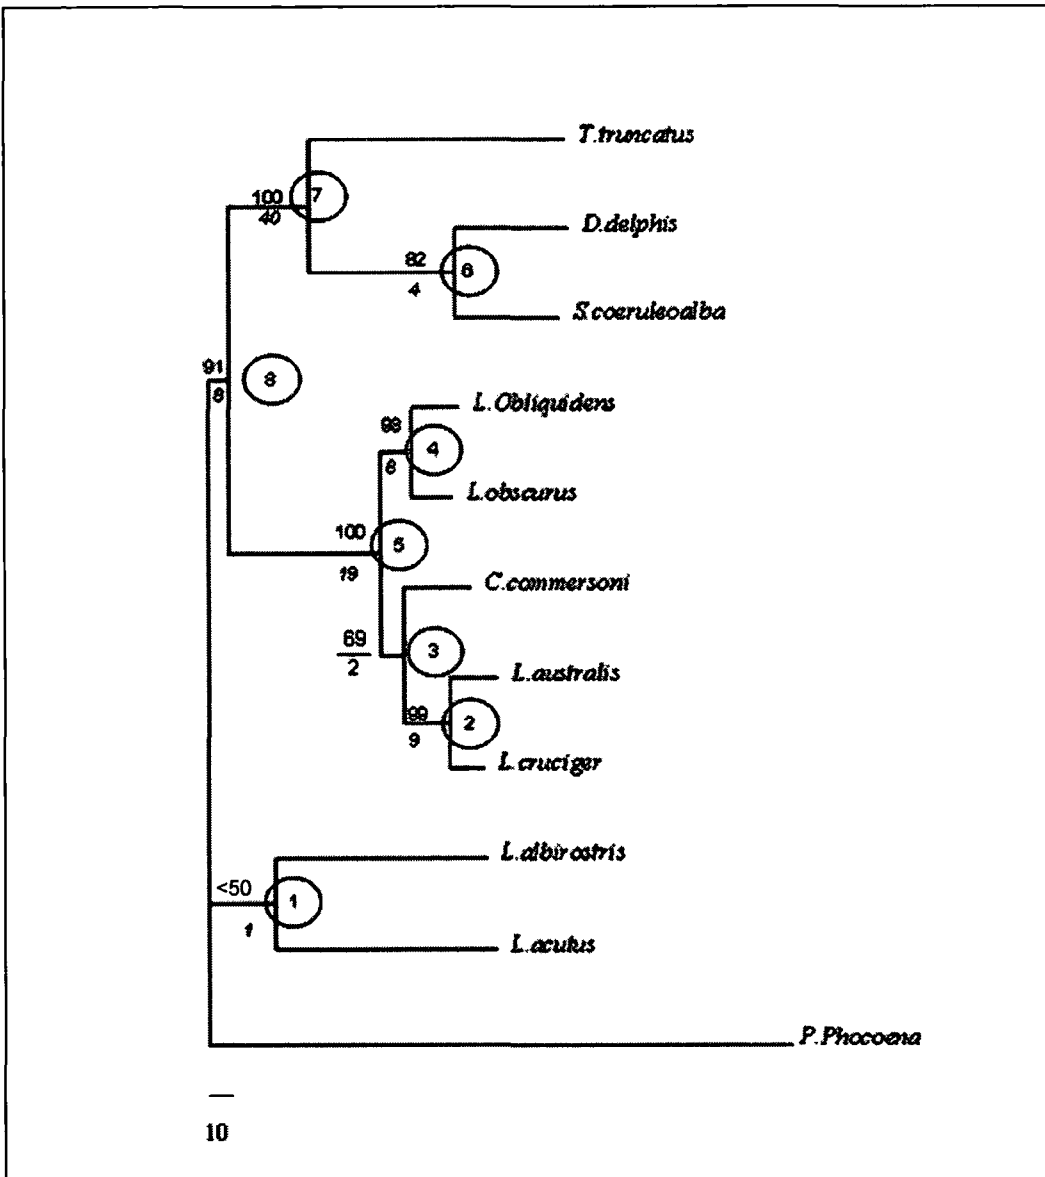 T.truncatus
100
7
40
D.delphis
82
6
4
S.coeruleoalba
91
8
8
L.Obliquidens
98
4
6
L.obscurus
100
5
19
C.commersoni
69
3
2
L.australis
99
2
9
L.cruciger
L.albirostris
<50
1
1
L.acutus
P.Phocoena
10